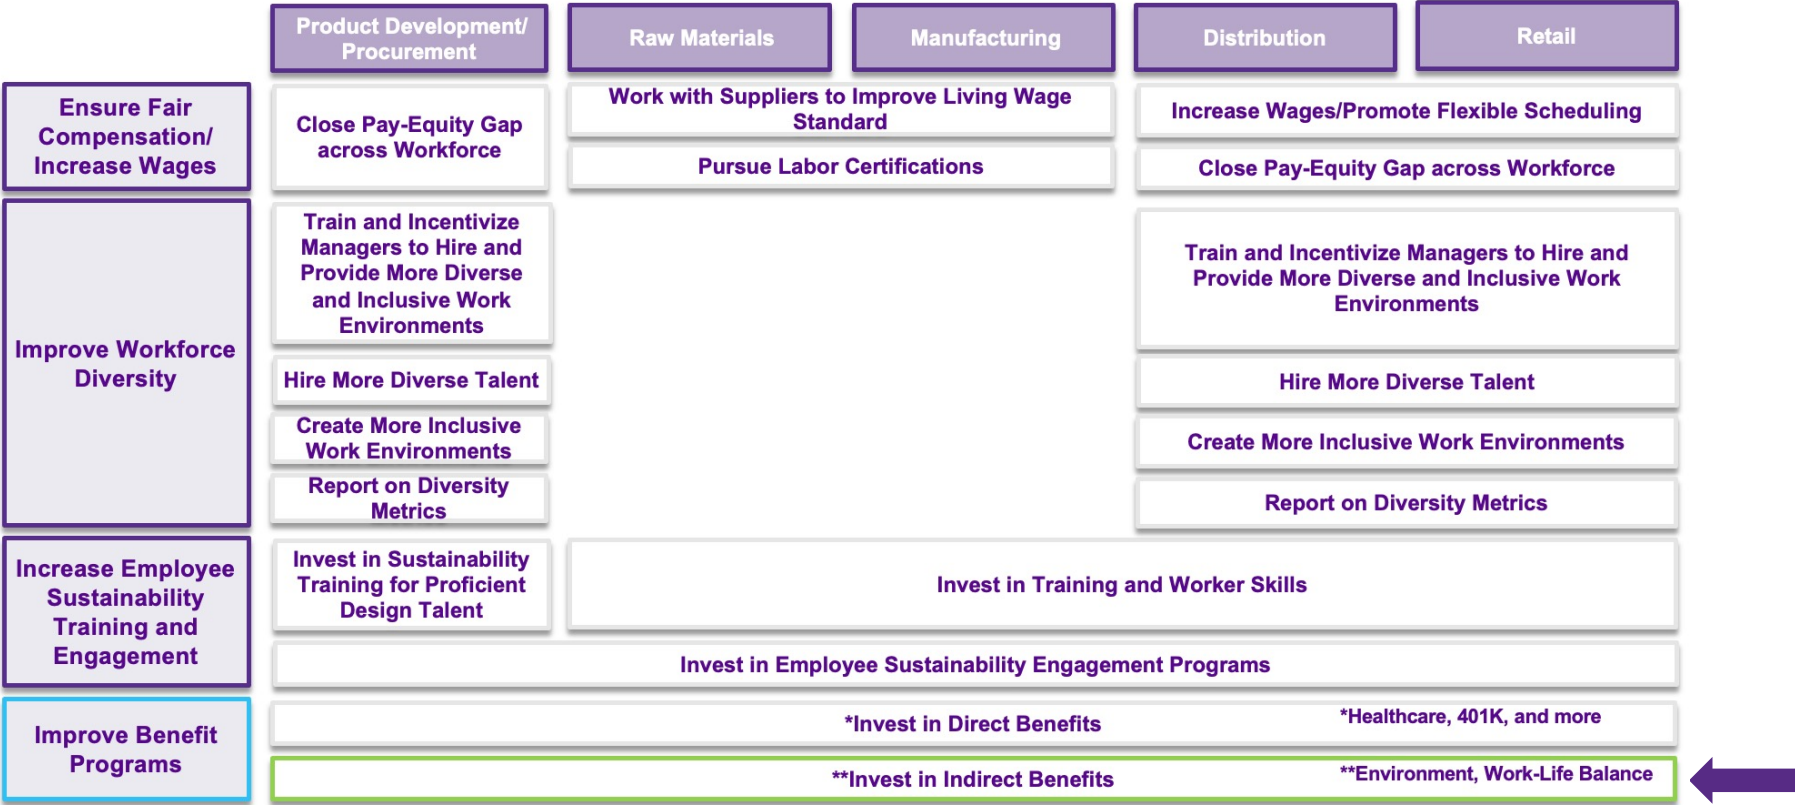 Product Development/
Procurement
Raw Materials
Manufacturing
Distribution
Retail
Ensure Fair
Compensation/
Increase Wages
Close Pay-Equity Gap
across Workforce
Work with Suppliers to Improve Living Wage
Standard
Pursue Labor Certifications
Increase Wages/Promote Flexible Scheduling
Close Pay-Equity Gap across Workforce
Improve Workforce
Diversity
Train and Incentivize
Managers to Hire and
Provide More Diverse
and Inclusive Work
Environments
Hire More Diverse Talent
Create More Inclusive
Work Environments
Report on Diversity
Metrics
Train and Incentivize Managers to Hire and
Provide More Diverse and Inclusive Work
Environments
Hire More Diverse Talent
Create More Inclusive Work Environments
Report on Diversity Metrics
Increase Employee
Sustainability
Training and
Engagement
Invest in Sustainability
Training for Proficient
Design Talent
Invest in Training and Worker Skills
Invest in Employee Sustainability Engagement Programs
Improve Benefit
Programs
*Invest in Direct Benefits
*Healthcare, 401K, and more
**Invest in Indirect Benefits
**Environment, Work-Life Balance